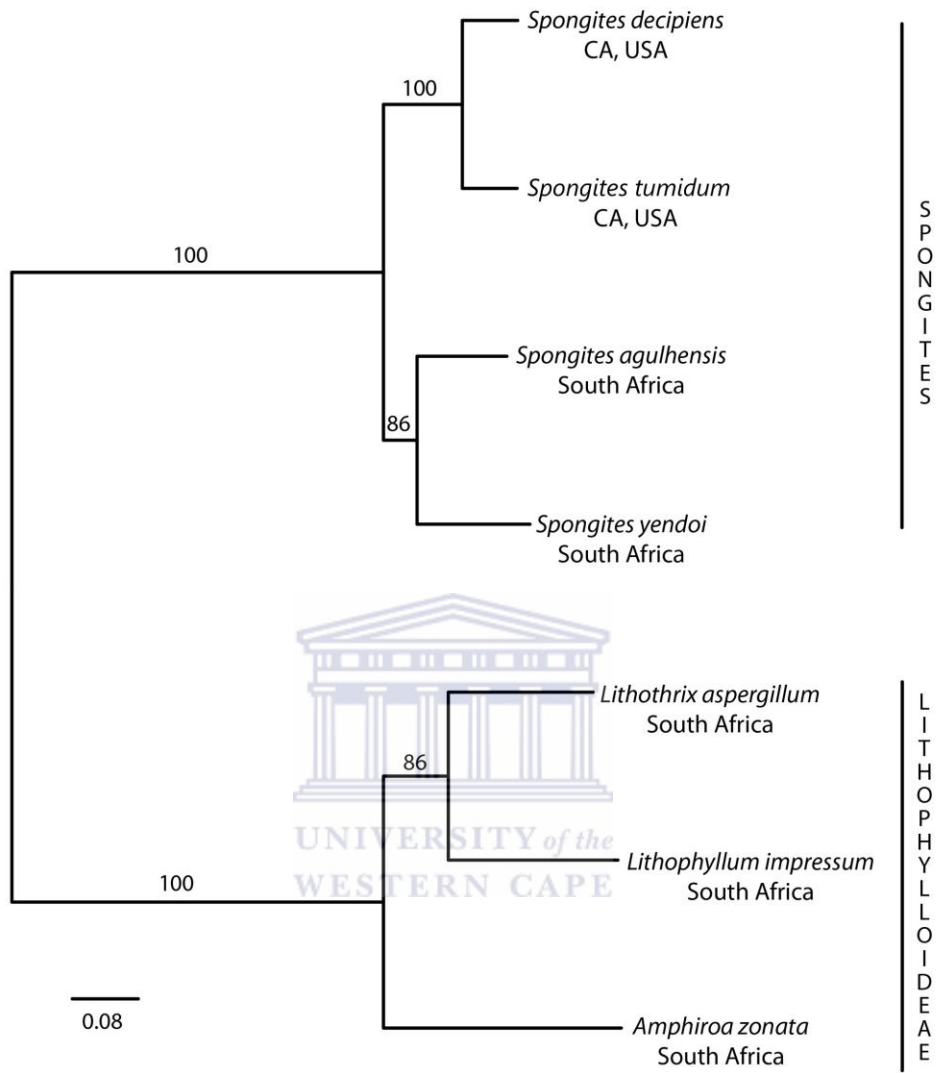 Spongites decipiens
CA, USA
100
Spongites tumidum
CA, USA
100
Spongites agulhensis
South Africa
86
Spongites yendoi
South Africa
SPONGITES
Lithothrix aspergillum
South Africa
86
UNIVERSITY of the
WESTERN CAPE
Lithophyllum impressum
South Africa
100
Amphiroa zonata
South Africa
0.08
LITHOPHYLLOIDEAE